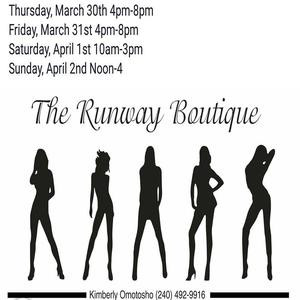 Thursday, March 30th 4pm-8pm
Friday, March 31st 4pm-8pm
Saturday, April 1st 10am-3pm
Sunday, April 2nd Noon-4
The Runway Boutique
Kimberly Omotosho (240) 492-9916